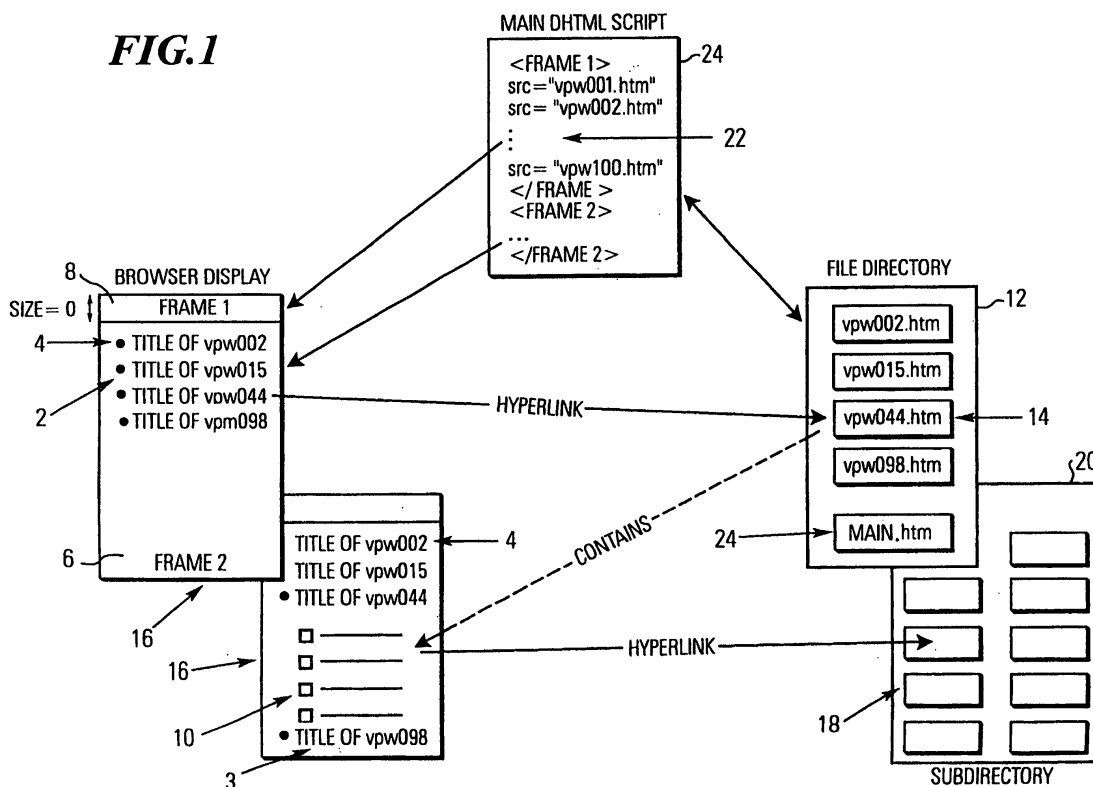 FIG.1
MAIN DHTML SCRIPT
<FRAME 1>
src="vpw001.htm"
src= "vpw002.htm"
⋮
src= "vpw100.htm"
</ FRAME >
<FRAME 2>
...
</FRAME 2>
24
22
BROWSER DISPLAY
8
SIZE= 0
FRAME 1
4
• TITLE OF vpw002
• TITLE OF vpw015
• TITLE OF vpw044
• TITLE OF vpm098
2
6
FRAME 2
16
HYPERLINK
FILE DIRECTORY
12
vpw002.htm
vpw015.htm
vpw044.htm
14
vpw098.htm
24
MAIN.htm
20
CONTAINS
TITLE OF vpw002
4
TITLE OF vpw015
• TITLE OF vpw044
16
10
• TITLE OF vpw098
3
HYPERLINK
18
SUBDIRECTORY